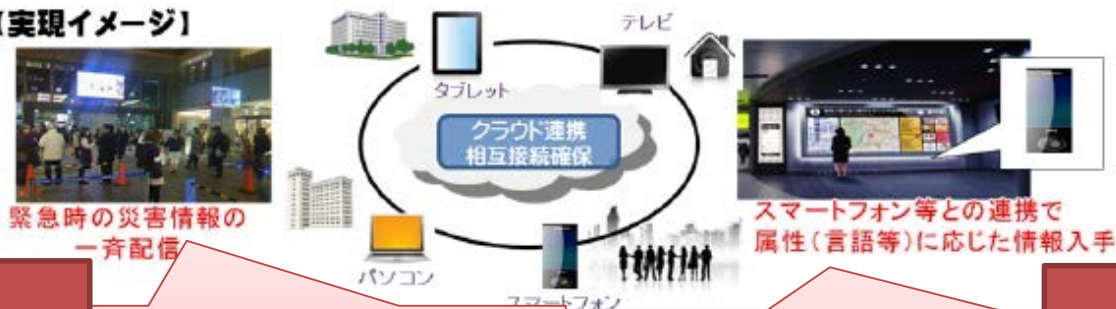 【実現イメージ】
テレビ
タブレット
クラウド連携
相互接続確保
緊急時の災害情報の
一斉配信
スマートフォン等との連携で
属性(言語等)に応じた情報入手
パソコン
スマートフォン